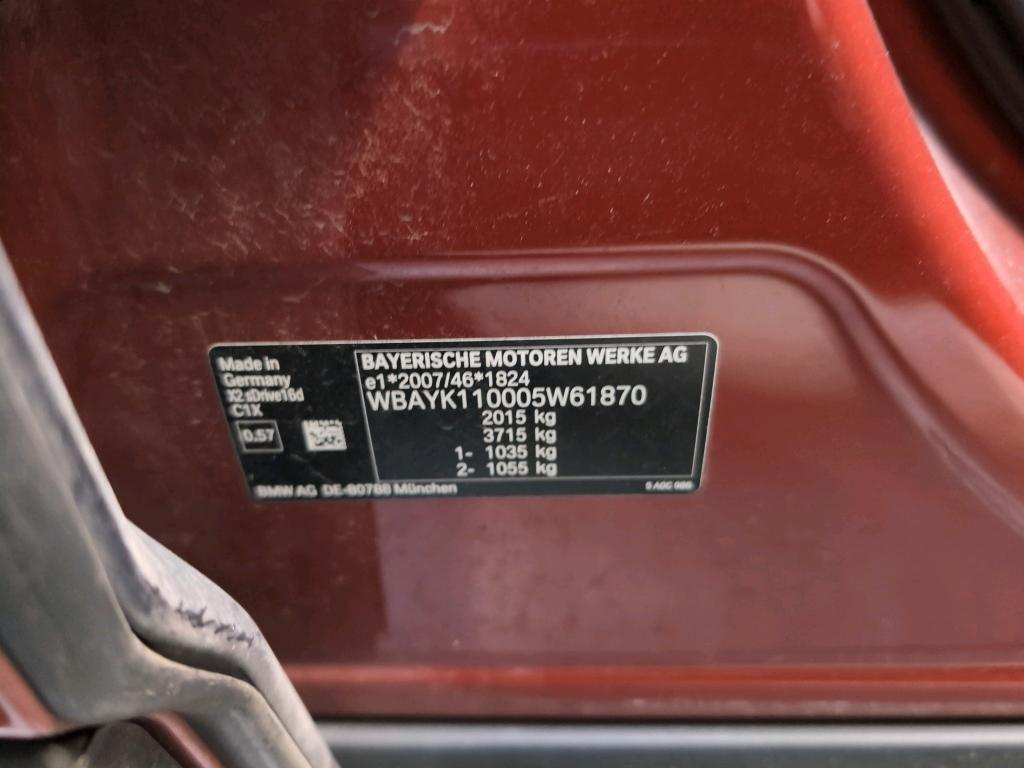 Made in
Germany
X2 sDrive16d
C1X
0.57
BAYERISCHE MOTOREN WERKE AG
e1*2007/46*1824
WBAYK110005W61870
2015 kg
3715 kg
1- 1035 kg
2- 1055 kg
BMW AG DE-80788 München